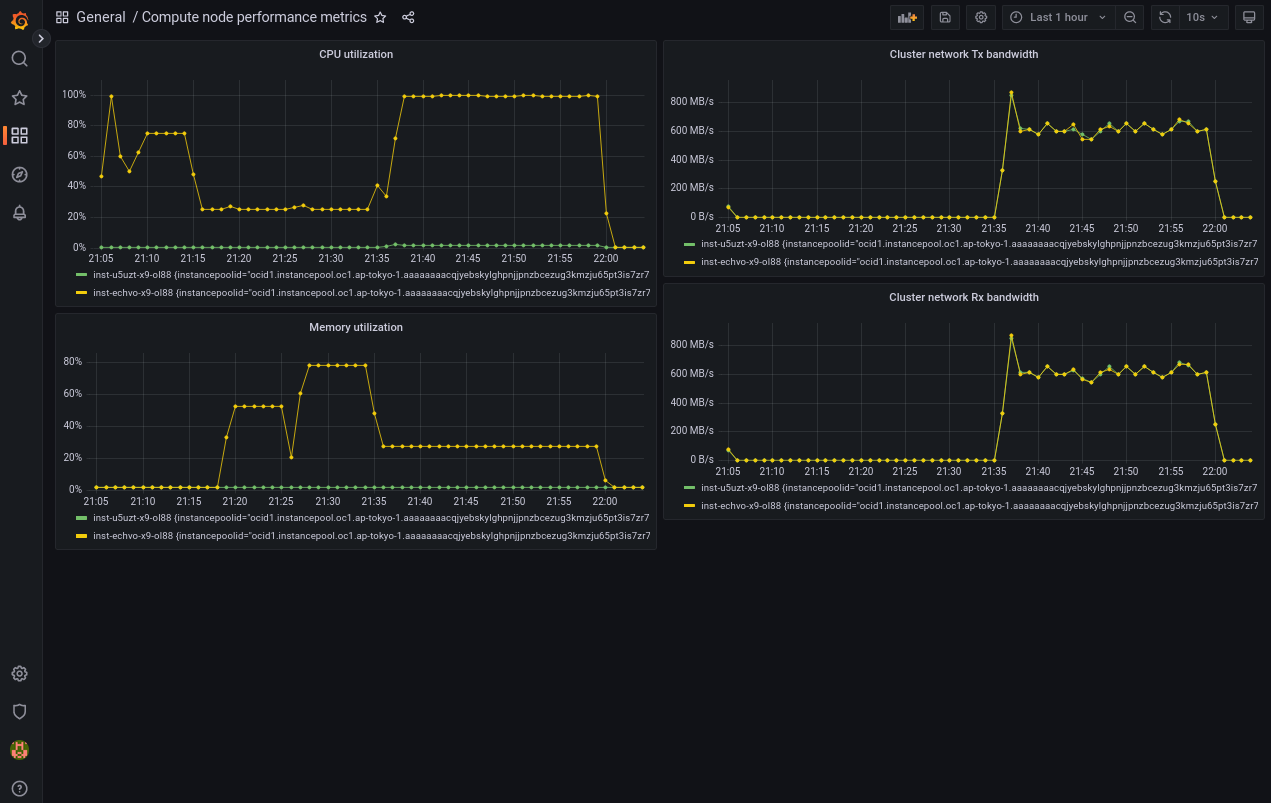 General / Compute node performance metrics
Last 1 hour
10s
CPU utilization
100%
80%
60%
40%
20%
0%
21:05 21:10 21:15 21:20 21:25 21:30 21:35 21:40 21:45 21:50 21:55 22:00
inst-u5uzt-x9-ol88 {instancepoolid="ocid1.instancepool.oc1.ap-tokyo-1.aaaaaaaacqjyebskylghpnjjpnzbcezug3kmzju65pt3is7zr7
inst-echvo-x9-ol88 {instancepoolid="ocid1.instancepool.oc1.ap-tokyo-1.aaaaaaaacqjyebskylghpnjjpnzbcezug3kmzju65pt3is7zr7
Memory utilization
80%
60%
40%
20%
0%
21:05 21:10 21:15 21:20 21:25 21:30 21:35 21:40 21:45 21:50 21:55 22:00
inst-u5uzt-x9-ol88 {instancepoolid="ocid1.instancepool.oc1.ap-tokyo-1.aaaaaaaacqjyebskylghpnjjpnzbcezug3kmzju65pt3is7zr7
inst-echvo-x9-ol88 {instancepoolid="ocid1.instancepool.oc1.ap-tokyo-1.aaaaaaaacqjyebskylghpnjjpnzbcezug3kmzju65pt3is7zr7
Cluster network Tx bandwidth
800 MB/s
600 MB/s
400 MB/s
200 MB/s
0 B/s
21:05 21:10 21:15 21:20 21:25 21:30 21:35 21:40 21:45 21:50 21:55 22:00
inst-u5uzt-x9-ol88 {instancepoolid="ocid1.instancepool.oc1.ap-tokyo-1.aaaaaaaacqjyebskylghpnjjpnzbcezug3kmzju65pt3is7zr7
inst-echvo-x9-ol88 {instancepoolid="ocid1.instancepool.oc1.ap-tokyo-1.aaaaaaaacqjyebskylghpnjjpnzbcezug3kmzju65pt3is7zr7
Cluster network Rx bandwidth
800 MB/s
600 MB/s
400 MB/s
200 MB/s
0 B/s
21:05 21:10 21:15 21:20 21:25 21:30 21:35 21:40 21:45 21:50 21:55 22:00
inst-u5uzt-x9-ol88 {instancepoolid="ocid1.instancepool.oc1.ap-tokyo-1.aaaaaaaacqjyebskylghpnjjpnzbcezug3kmzju65pt3is7zr7
inst-echvo-x9-ol88 {instancepoolid="ocid1.instancepool.oc1.ap-tokyo-1.aaaaaaaacqjyebskylghpnjjpnzbcezug3kmzju65pt3is7zr7